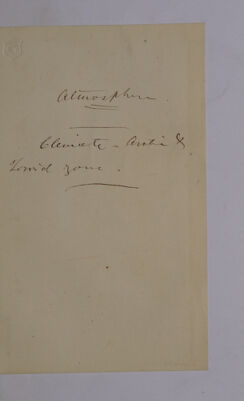 Atmosphere.
Climate - Arctic &
Torrid zone.